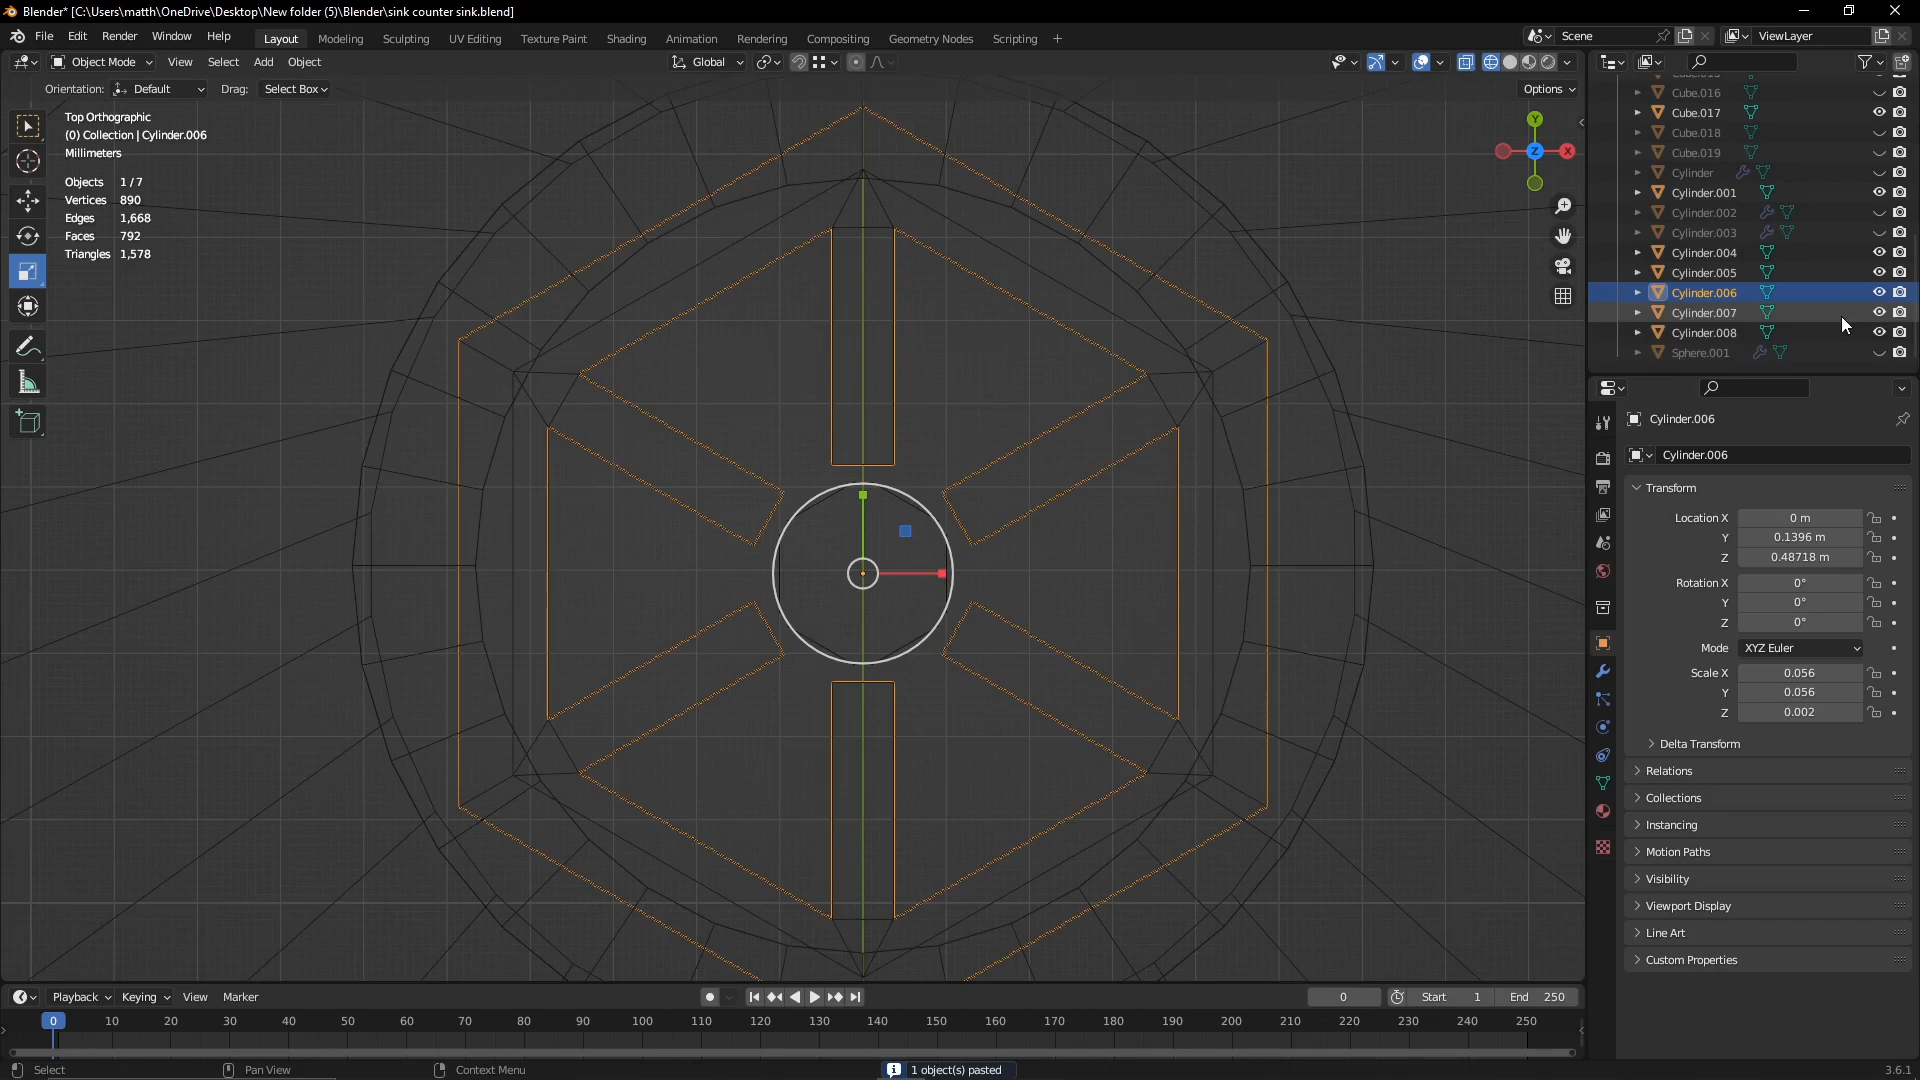 Blender* [C:\Users\matth\OneDrive\Desktop\New folder (5)\Blender\sink counter sink.blend]
File Edit Render Window Help Layout Modeling Sculpting UV Editing Texture Paint Shading Animation Rendering Compositing Geometry Nodes Scripting + Scene ViewLayer
Object Mode View Select Add Object Global
Orientation: Default Drag: Select Box Options
Top Orthographic
(0) Collection | Cylinder.006
Millimeters
Objects 1/7
Vertices 890
Edges 1,668
Faces 792
Triangles 1,578
Y
X
Z
Cube.016
Cube.017
Cube.018
Cube.019
Cylinder
Cylinder.001
Cylinder.002
Cylinder.003
Cylinder.004
Cylinder.005
Cylinder.006
Cylinder.007
Cylinder.008
Sphere.001
Cylinder.006
Cylinder.006
Transform
Location X 0 m
Y 0.1396 m
Z 0.48718 m
Rotation X 0°
Y 0°
Z 0°
Mode XYZ Euler
Scale X 0.056
Y 0.056
Z 0.002
Delta Transform
Relations
Collections
Instancing
Motion Paths
Visibility
Viewport Display
Line Art
Custom Properties
Playback Keying View Marker 0 Start 1 End 250
0 10 20 30 40 50 60 70 80 90 100 110 120 130 140 150 160 170 180 190 200 210 220 230 240 250
Select Pan View Context Menu 1 object(s) pasted 3.6.1